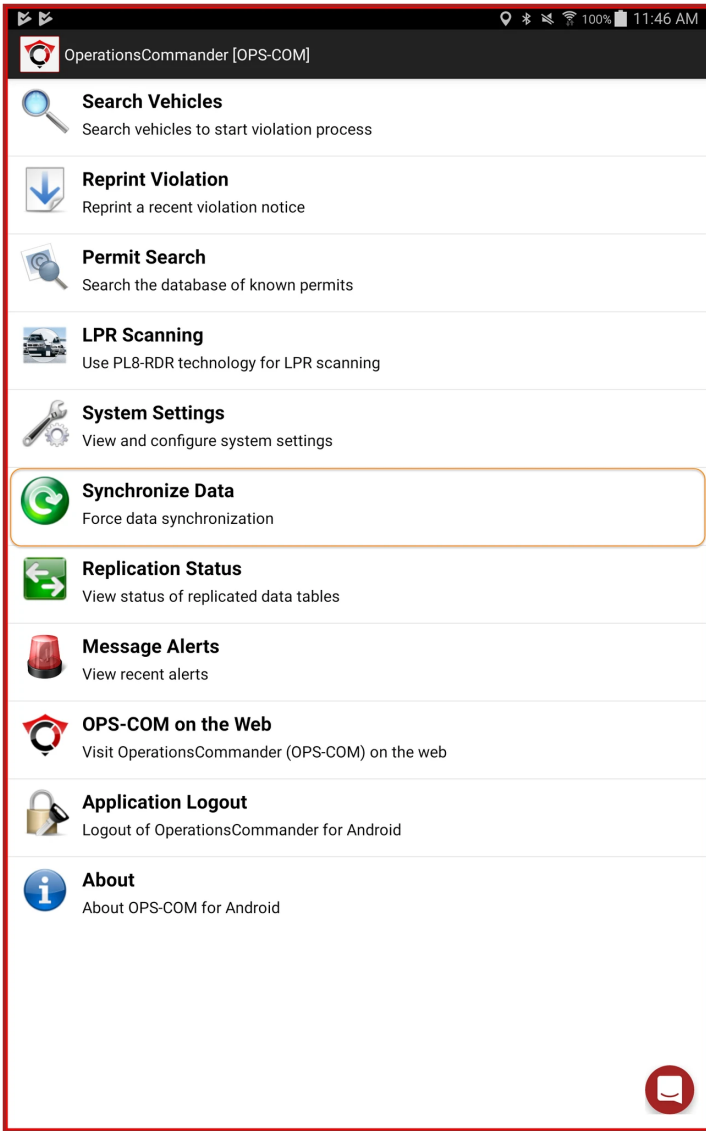 100% 11:46 AM
OperationsCommander [OPS-COM]
Search Vehicles
Search vehicles to start violation process
Reprint Violation
Reprint a recent violation notice
Permit Search
Search the database of known permits
LPR Scanning
Use PL8-RDR technology for LPR scanning
System Settings
View and configure system settings
Synchronize Data
Force data synchronization
Replication Status
View status of replicated data tables
Message Alerts
View recent alerts
OPS-COM on the Web
Visit OperationsCommander (OPS-COM) on the web
Application Logout
Logout of OperationsCommander for Android
About
About OPS-COM for Android